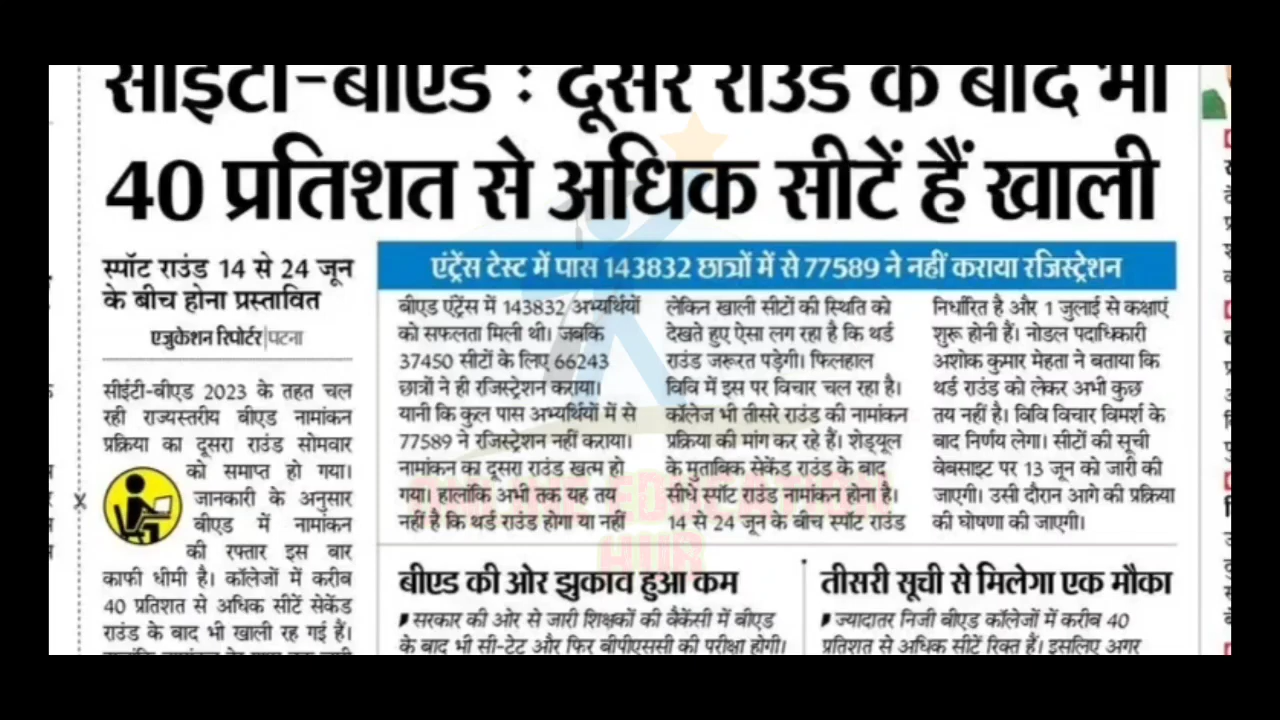 सीईटी-बीएड : दूसरे राउंड के बाद भी
40 प्रतिशत से अधिक सीटें हैं खाली
स्पॉट राउंड 14 से 24 जून
के बीच होना प्रस्तावित
एजुकेशन रिपोर्टर|पटना
सीईटी-बीएड 2023 के तहत चल
रही राज्यस्तरीय बीएड नामांकन
प्रक्रिया का दूसरा राउंड सोमवार
को समाप्त हो गया।
जानकारी के अनुसार
बीएड में नामांकन
की रफ्तार इस बार
काफी धीमी है। कॉलेजों में करीब
40 प्रतिशत से अधिक सीटें सेकेंड
राउंड के बाद भी खाली रह गई हैं।
एंट्रेंस टेस्ट में पास 143832 छात्रों में से 77589 ने नहीं कराया रजिस्ट्रेशन
बीएड एंट्रेंस में 143832 अभ्यर्थियों
को सफलता मिली थी। जबकि
37450 सीटों के लिए 66243
छात्रों ने ही रजिस्ट्रेशन कराया।
यानी कि कुल पास अभ्यर्थियों में से
77589 ने रजिस्ट्रेशन नहीं कराया।
नामांकन का दूसरा राउंड खत्म हो
गया। हालांकि अभी तक यह तय
नहीं है कि थर्ड राउंड होगा या नहीं
लेकिन खाली सीटों की स्थिति को
देखते हुए ऐसा लग रहा है कि थर्ड
राउंड जरूरत पड़ेगी। फिलहाल
विवि में इस पर विचार चल रहा है।
कॉलेज भी तीसरे राउंड की नामांकन
प्रक्रिया की मांग कर रहे हैं। शेड्यूल
के मुताबिक सेकेंड राउंड के बाद
सीधे स्पॉट राउंड नामांकन होना है।
14 से 24 जून के बीच स्पॉट राउंड
निर्धारित है और 1 जुलाई से कक्षाएं
शुरू होनी हैं। नोडल पदाधिकारी
अशोक कुमार मेहता ने बताया कि
थर्ड राउंड को लेकर अभी कुछ
तय नहीं है। विवि विचार विमर्श के
बाद निर्णय लेगा। सीटों की सूची
वेबसाइट पर 13 जून को जारी की
जाएगी। उसी दौरान आगे की प्रक्रिया
की घोषणा की जाएगी।
ONLINE EDUCATION
HUB
बीएड की ओर झुकाव हुआ कम
सरकार की ओर से जारी शिक्षकों की वैकेंसी में बीएड
के बाद भी सी-टेट और फिर बीपीएससी की परीक्षा होगी।
तीसरी सूची से मिलेगा एक मौका
ज्यादातर निजी बीएड कॉलेजों में करीब 40
प्रतिशत से अधिक सीटें रिक्त हैं। इसलिए अगर